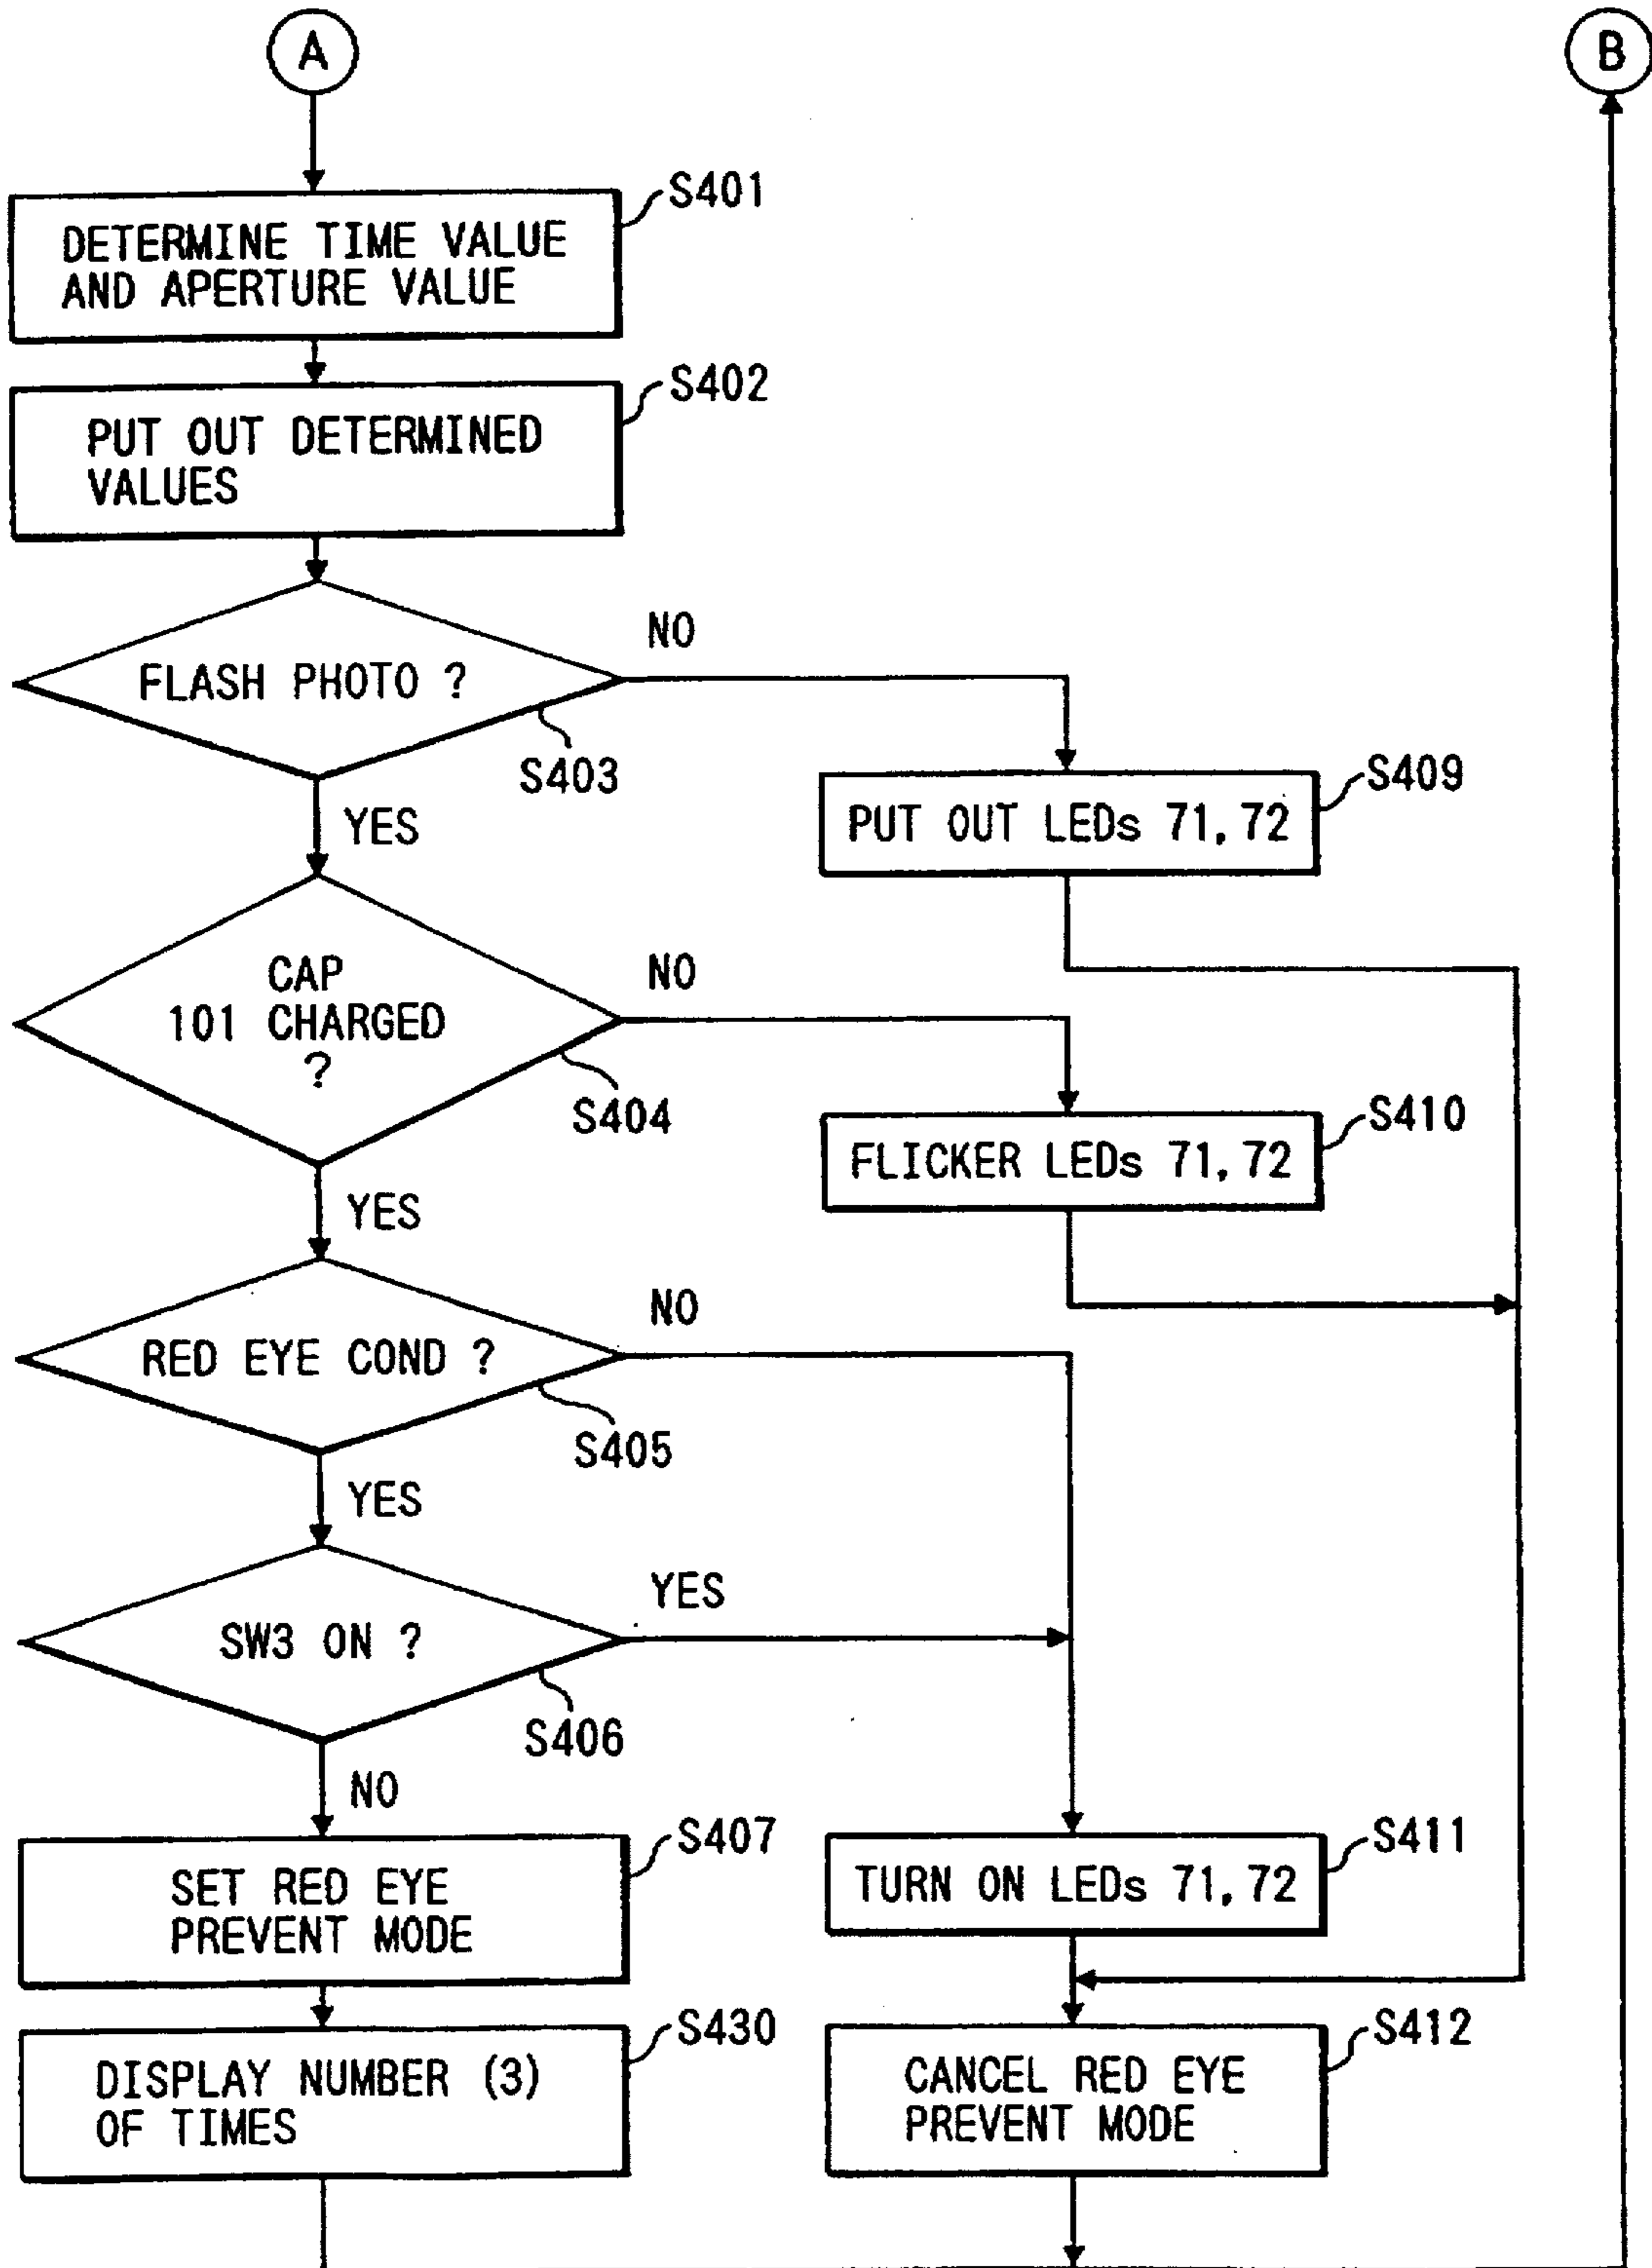 A
B
S401
DETERMINE TIME VALUE
AND APERTURE VALUE
S402
PUT OUT DETERMINED
VALUES
NO
FLASH PHOTO ?
S403
YES
S409
PUT OUT LEDs 71, 72
CAP
101 CHARGED
?
NO
S404
YES
S410
FLICKER LEDs 71, 72
NO
RED EYE COND ?
S405
YES
YES
SW3 ON ?
S406
NO
S407
SET RED EYE
PREVENT MODE
S411
TURN ON LEDs 71, 72
S430
DISPLAY NUMBER (3)
OF TIMES
S412
CANCEL RED EYE
PREVENT MODE